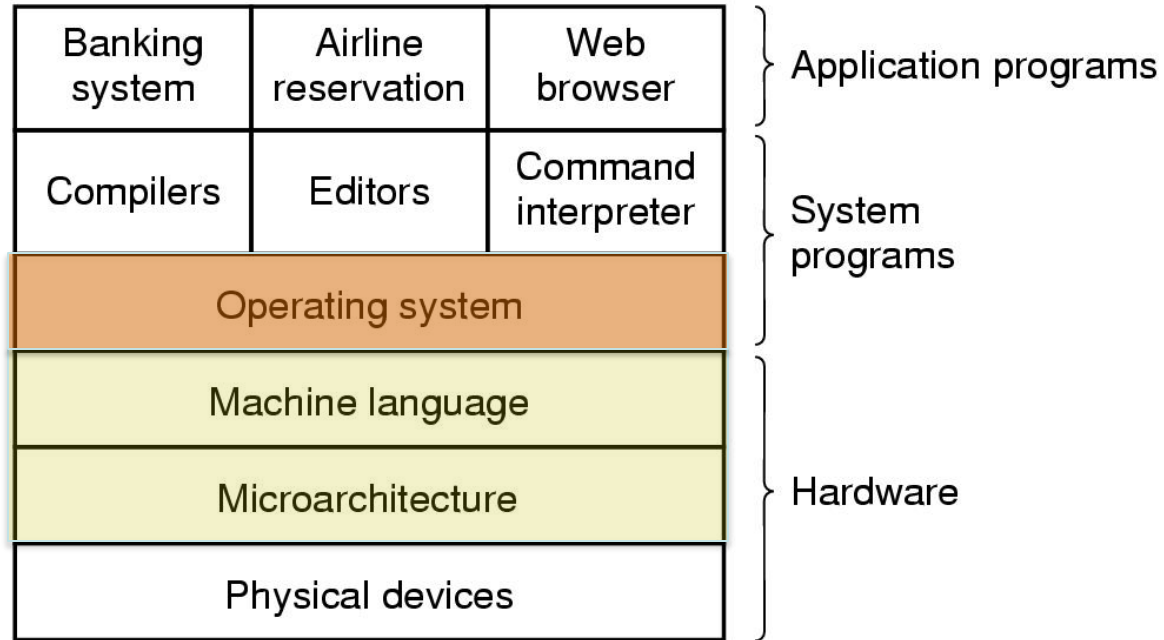 Banking
system
Airline
reservation
Web
browser
Application programs
Compilers
Editors
Command
interpreter
System
programs
Operating system
Machine language
Microarchitecture
Hardware
Physical devices